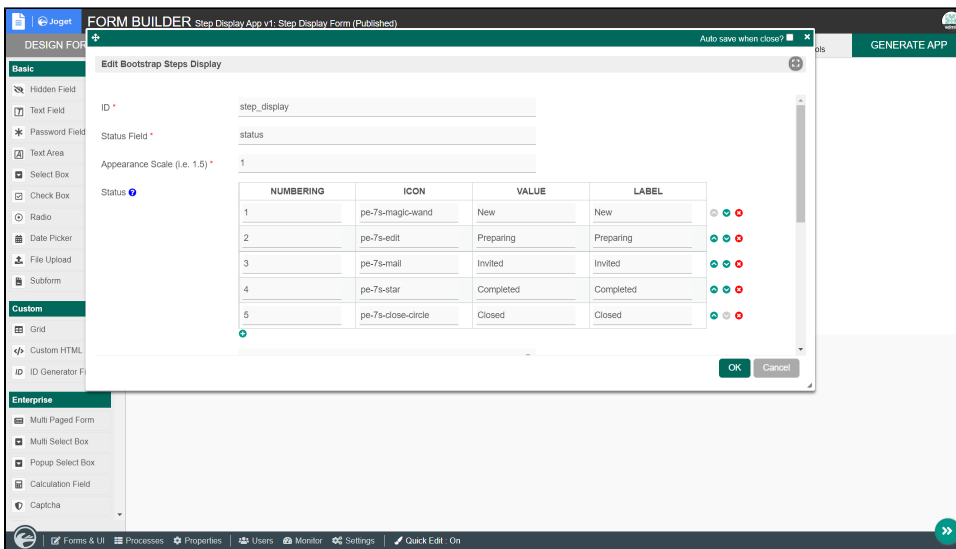 Joget FORM BUILDER Step Display App v1: Step Display Form (Published)
DESIGN FOR
Auto save when close?
ols
GENERATE APP
Edit Bootstrap Steps Display
Basic
Hidden Field
Text Field
Password Field
Text Area
Select Box
Check Box
Radio
Date Picker
File Upload
Subform
Custom
Grid
Custom HTML
ID Generator Fi
Enterprise
Multi Paged Form
Multi Select Box
Popup Select Box
Calculation Field
Captcha
ID * step_display
Status Field * status
Appearance Scale (i.e. 1.5) * 1
Status
NUMBERING ICON VALUE LABEL
1 pe-7s-magic-wand New New
2 pe-7s-edit Preparing Preparing
3 pe-7s-mail Invited Invited
4 pe-7s-star Completed Completed
5 pe-7s-close-circle Closed Closed
OK Cancel
Forms & UI Processes Properties Users Monitor Settings Quick Edit : On